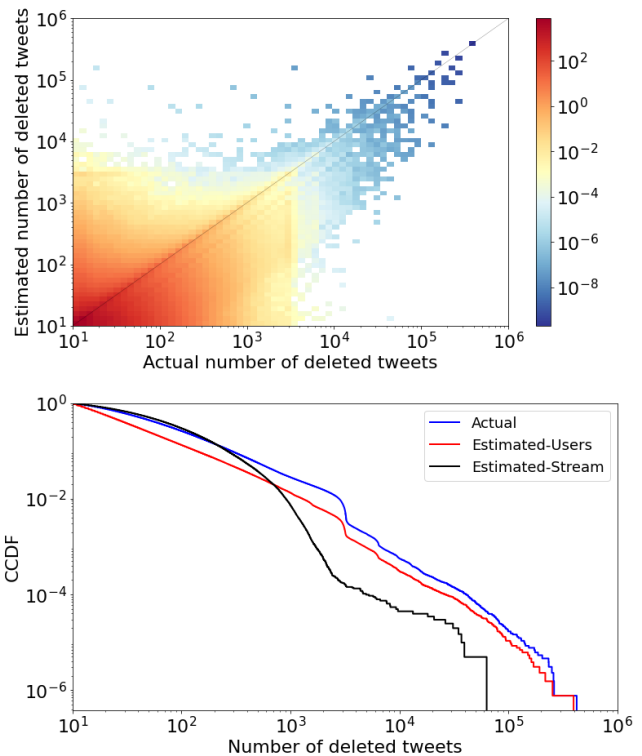 Estimated number of deleted tweets
10^6
10^5
10^4
10^3
10^2
10^1
10^1 10^2 10^3 10^4 10^5 10^6
Actual number of deleted tweets
10^2
10^0
10^−2
10^−4
10^−6
10^−8
CCDF
10^0
10^−2
10^−4
10^−6
Actual
Estimated-Users
Estimated-Stream
10^1 10^2 10^3 10^4 10^5 10^6
Number of deleted tweets